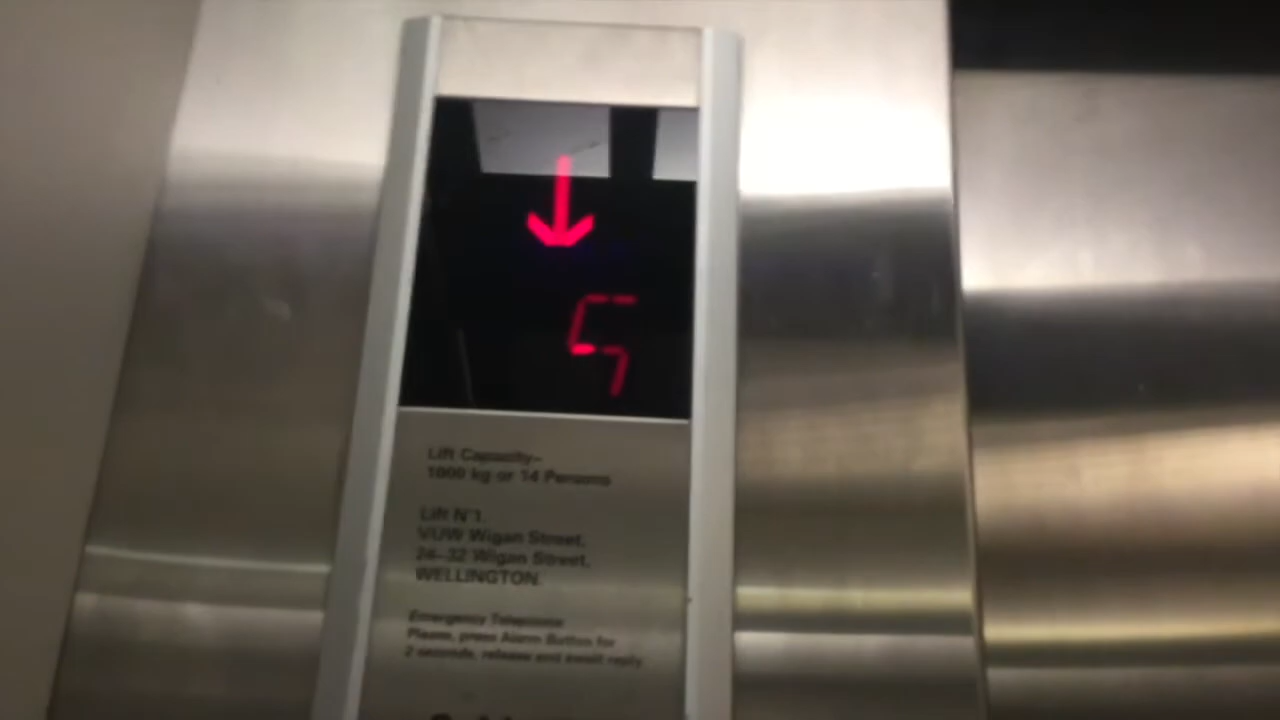 5
Lift Capacity–
1000 kg or 14 Persons
Lift N°1.
VUW Wigan Street,
24–32 Wigan Street,
WELLINGTON.
Emergency Telephone
Please, press Alarm Button for
2 seconds, release and await reply.